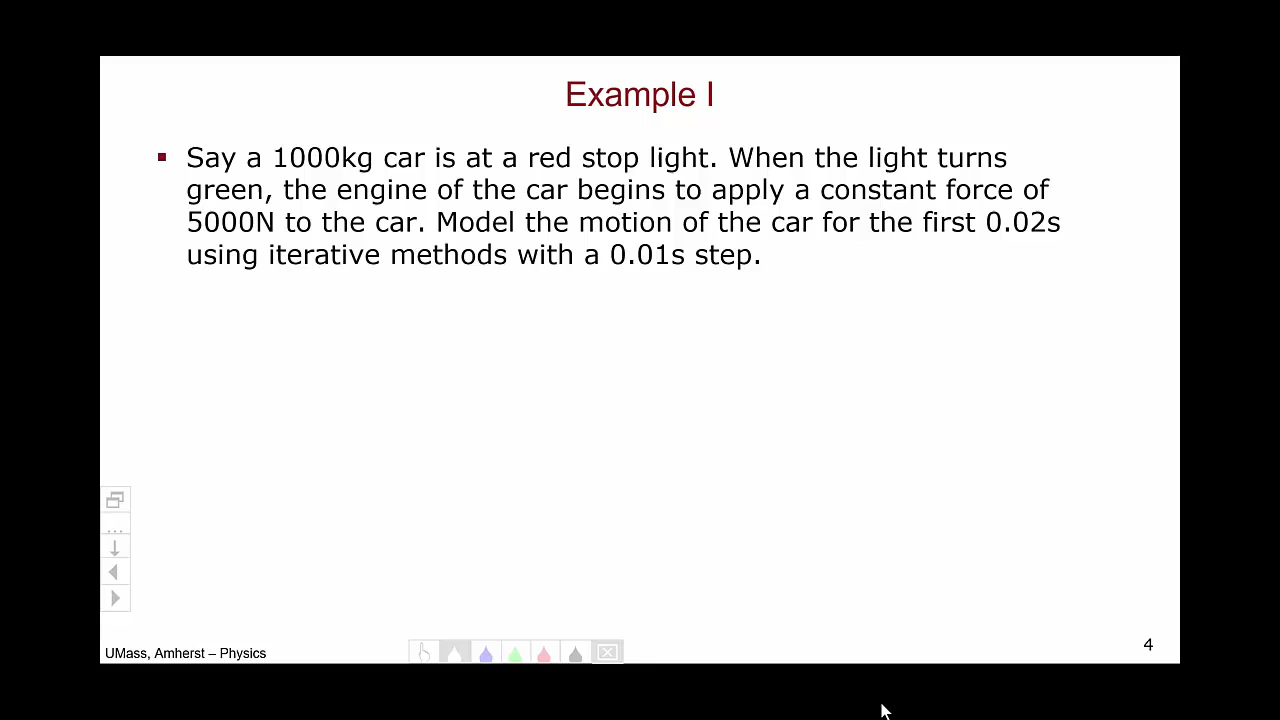 Example I
Say a 1000kg car is at a red stop light. When the light turns
green, the engine of the car begins to apply a constant force of
5000N to the car. Model the motion of the car for the first 0.02s
using iterative methods with a 0.01s step.
UMass, Amherst – Physics
4